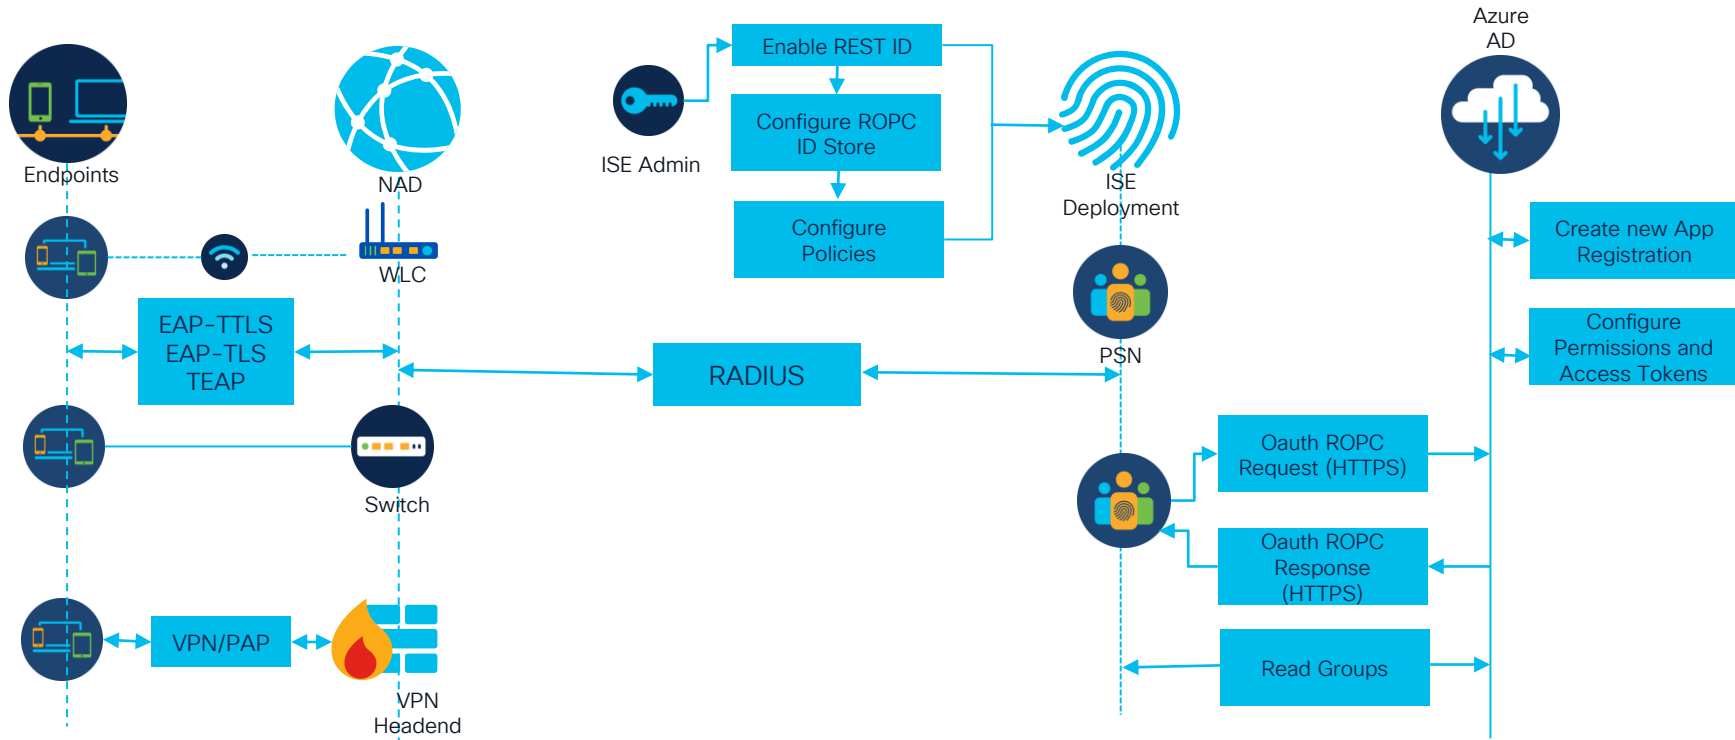 Azure
AD
Enable REST ID
Configure ROPC
ID Store
ISE Admin
Endpoints
NAD
ISE
Deployment
Configure
Policies
Create new App
Registration
WLC
EAP-TTLS
EAP-TLS
TEAP
Configure
Permissions and
Access Tokens
PSN
RADIUS
Oauth ROPC
Request (HTTPS)
Switch
Oauth ROPC
Response
(HTTPS)
VPN/PAP
Read Groups
VPN
Headend